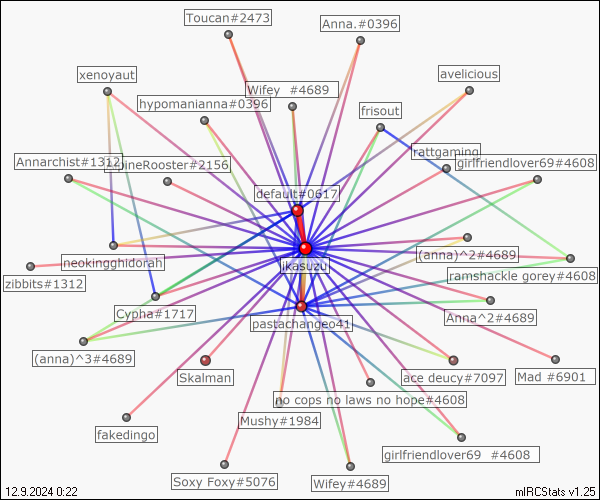 Toucan#2473
Anna.#0396
xenoyaut
avelicious
Wifey #4689
hypomanianna#0396
frisout
rattgaming
Annarchist#1312
pineRooster#2156
girlfriendlover69#4608
default#0617
neokingghidorah
jikasuzu
(anna)^2#4689
zibbits#1312
ramshackle gorey#4608
Cypha#1717
Anna^2#4689
pastachangeo41
(anna)^3#4689
Skalman
ace deucy#7097
Mad #6901
no cops no laws no hope#4608
Mushy#1984
fakedingo
girlfriendlover69 #4608
Soxy Foxy#5076
Wifey#4689
12.9.2024 0:22
mIRCStats v1.25